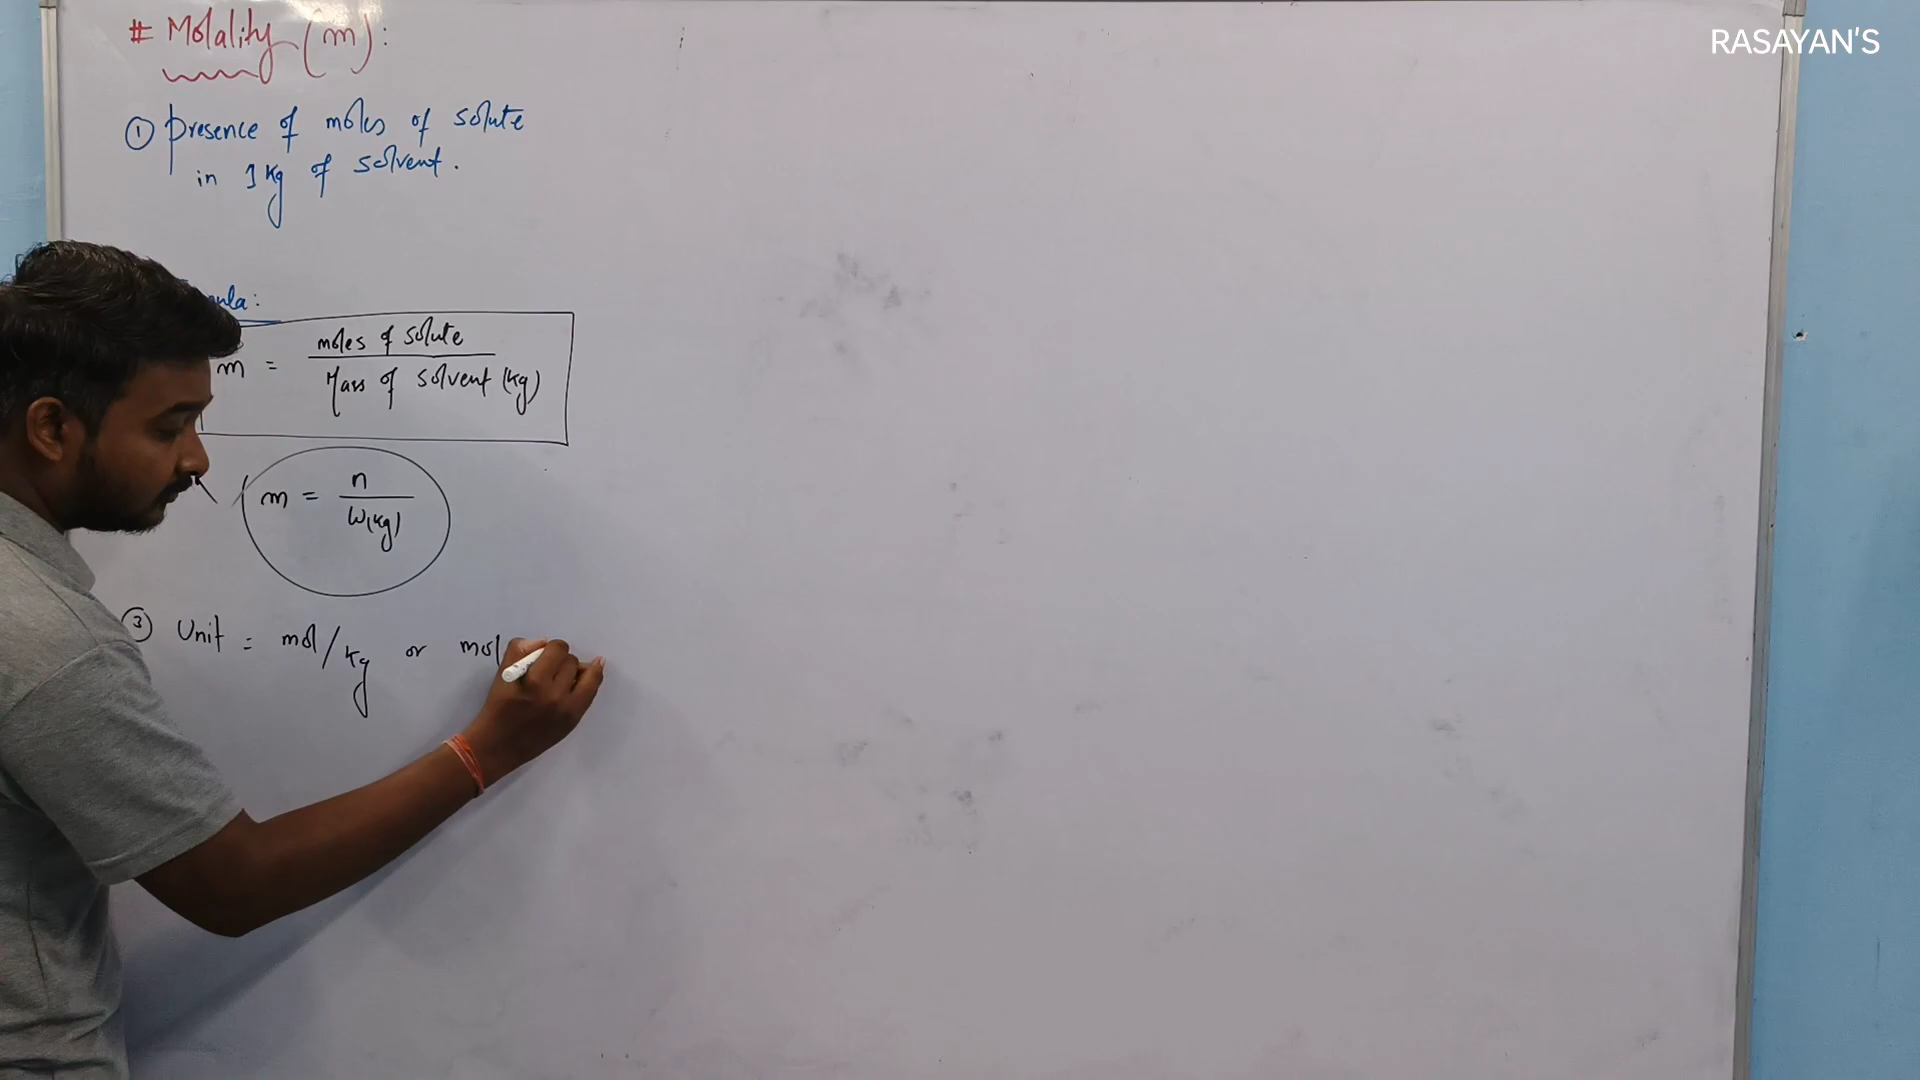 # Molality (m):
RASAYAN'S
① presence of moles of solute
in 1 kg of solvent.
m = moles of solute / Mass of solvent (kg)
m = n / W(kg)
③ Unit = mol/kg or mol